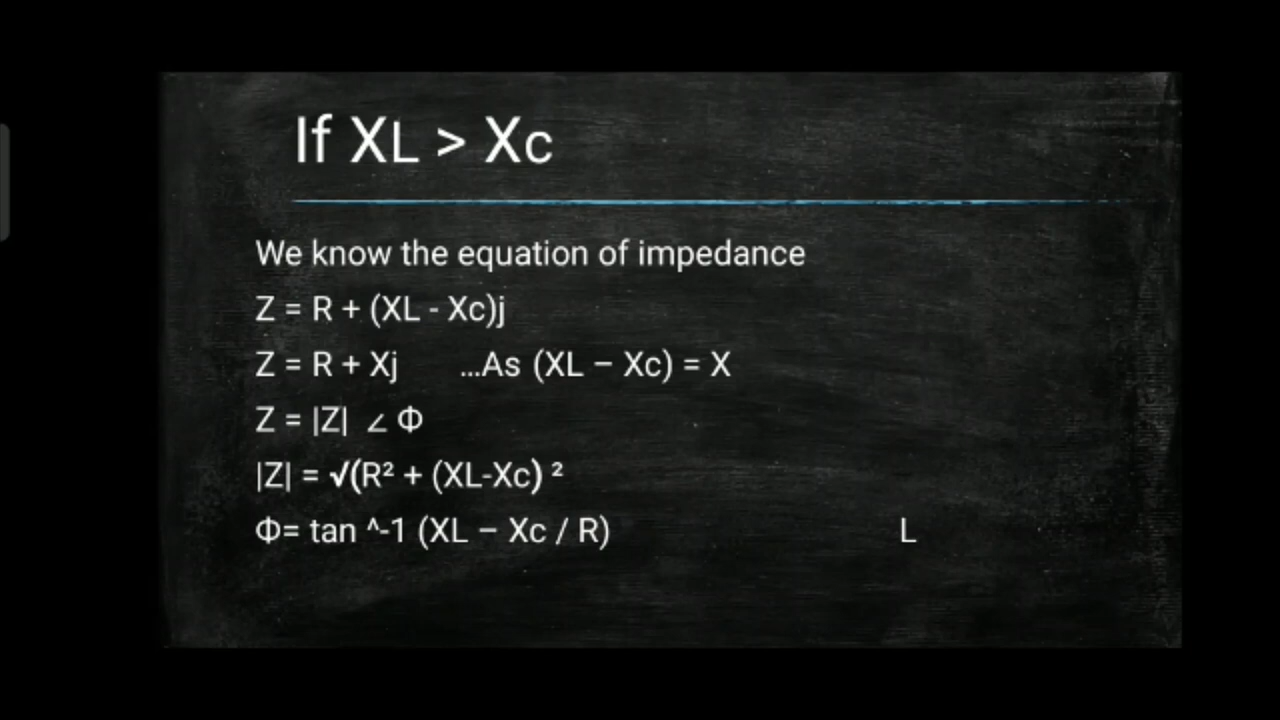 If XL > Xc
We know the equation of impedance
Z = R + (XL - Xc)j
Z = R + Xj ...As (XL – Xc) = X
Z = |Z| ∠ Φ
|Z| = √(R² + (XL-Xc) ²
Φ= tan ^-1 (XL – Xc / R) L